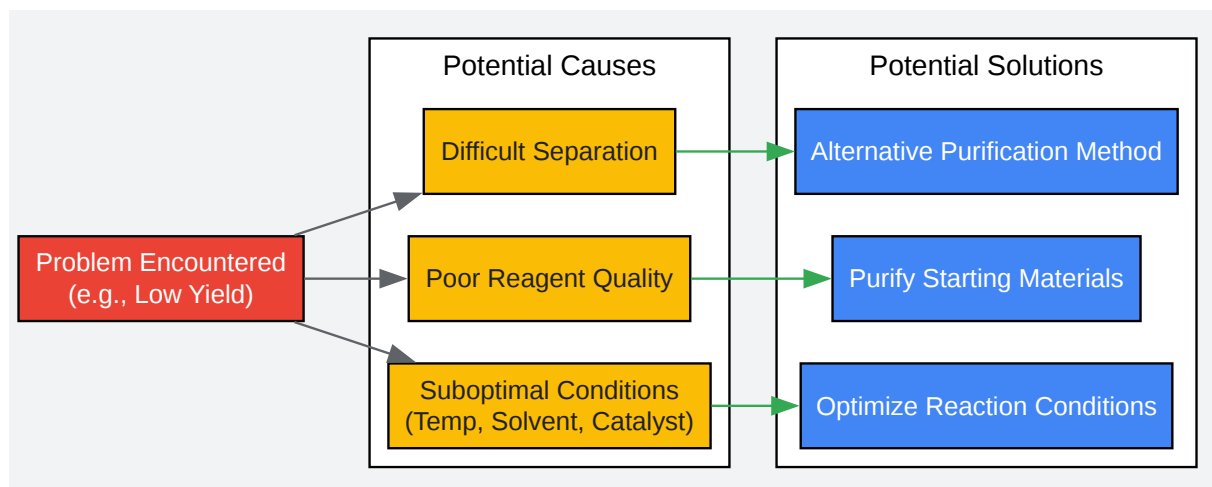 Potential Causes
Potential Solutions
Difficult Separation
Alternative Purification Method
Problem Encountered
(e.g., Low Yield)
Poor Reagent Quality
Purify Starting Materials
Suboptimal Conditions
(Temp, Solvent, Catalyst)
Optimize Reaction Conditions